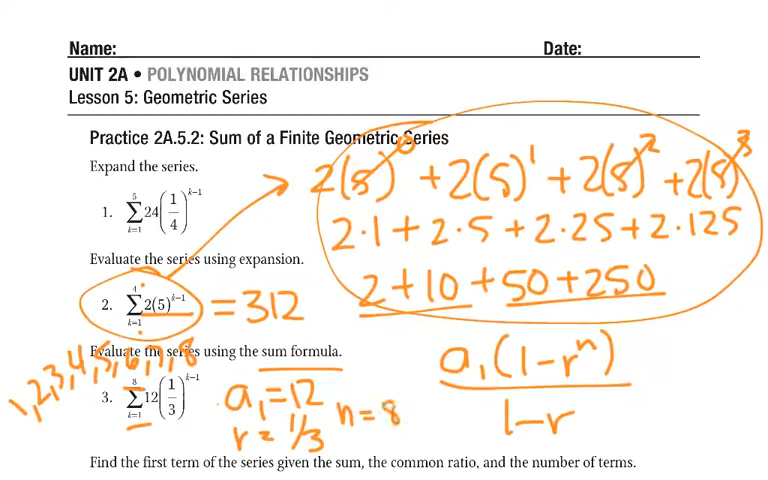 Name: Date:
UNIT 2A • POLYNOMIAL RELATIONSHIPS
Lesson 5: Geometric Series
Practice 2A.5.2: Sum of a Finite Geometric Series
Expand the series.
1. 5 ∑ k=1 24(1/4)^k–1
2(5)^0 + 2(5)^1 + 2(5)^2 + 2(5)^3
2·1 + 2·5 + 2·25 + 2·125
2 + 10 + 50 + 250
Evaluate the series using expansion.
2. 4 ∑ k=1 2(5)^k–1 = 312
Evaluate the series using the sum formula.
1, 2, 3, 4, 5, 6, 7, 8
3. 8 ∑ k=1 12(1/3)^k–1
a₁ = 12
r = 1/3 n = 8
a₁(1-rⁿ)
1-r
Find the first term of the series given the sum, the common ratio, and the number of terms.